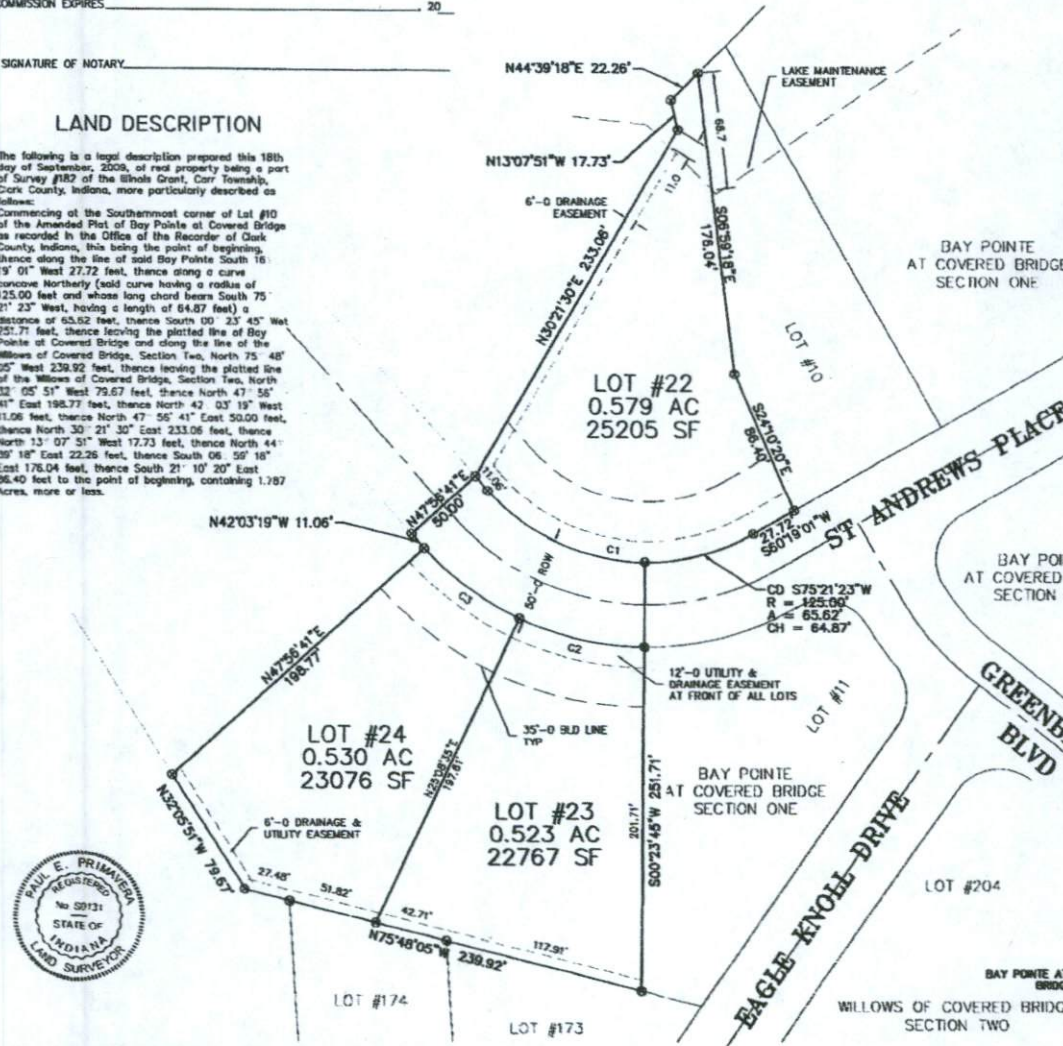 COMMISSION EXPIRES 20
SIGNATURE OF NOTARY
LAND DESCRIPTION
The following is a legal description prepared this 18th
day of September, 2009, of real property being a part
of Survey #182 of the Illinois Grant, Carr Township,
Clark County, Indiana, more particularly described as
follows:
Commencing at the Southernmost corner of Lot #10
of the Amended Plat of Bay Pointe at Covered Bridge
as recorded in the Office of the Recorder of Clark
County, Indiana, this being the point of beginning,
thence along the line of said Bay Pointe South
19' 01" West 27.72 feet, thence along a curve
concave Northerly (said curve having a radius of
125.00 feet and whose long chord bears South 75°
21' 23" West, having a length of 64.87 feet) a
distance of 65.62 feet, thence South 00° 23' 45" Wet
251.71 feet, thence leaving the platted line of Bay
Pointe at Covered Bridge and along the line of the
Willows of Covered Bridge, Section Two, North 75° 48'
05" West 239.92 feet, thence leaving the platted line
of the Willows of Covered Bridge, Section Two, North
32° 05' 51" West 79.67 feet, thence North 47° 56'
41" East 198.77 feet, thence North 42° 03' 19" West
11.06 feet, thence North 47° 56' 41" East 50.00 feet,
thence North 30° 21' 30" East 233.06 feet, thence
North 13° 07' 51" West 17.73 feet, thence North 44°
39' 18" East 22.26 feet, thence South 06° 59' 18"
East 176.04 feet, thence South 21° 10' 20" East
86.40 feet to the point of beginning, containing 1.787
Acres, more or less.
N44°39'18"E 22.26'
LAKE MAINTENANCE
EASEMENT
68.7
N13°07'51"W 17.73'
11.0
6'-0 DRAINAGE
EASEMENT
N30°21'30"E 233.06'
S06°59'18"E
176.04'
BAY POINTE
AT COVERED BRIDGE
SECTION ONE
LOT #10
LOT #22
0.579 AC
25205 SF
S24°10'20"E
86.40'
ST ANDREWS PLACE
11.06'
N47°56'41"E
50.00'
N42°03'19"W 11.06'
27.72'
S60°19'01"W
C1
50'-0 ROW
C3
C2
CD S75°21'23"W
R = 125.00'
A = 65.62'
CH = 64.87'
BAY POI
AT COVERED
SECTION
12'-0 UTILITY &
DRAINAGE EASEMENT
AT FRONT OF ALL LOTS
LOT #11
GREENB
BLVD
N47°56'41"E
198.77'
35'-0 BLD LINE
TYP
LOT #24
0.530 AC
23076 SF
197.61'
LOT #23
0.523 AC
22767 SF
201.71'
S00°23'45"W 251.71'
BAY POINTE
AT COVERED BRIDGE
SECTION ONE
EAGLE KNOLL DRIVE
N32°05'51"W 79.67'
6'-0 DRAINAGE &
UTILITY EASEMENT
27.48'
51.82'
42.71'
117.91'
N75°48'05"W 239.92'
LOT #204
PAUL E. PRIMAVERA
REGISTERED
No S0131
STATE OF
INDIANA
LAND SURVEYOR
LOT #174
LOT #173
BAY POINTE A
BRIDG
WILLOWS OF COVERED BRIDG
SECTION TWO